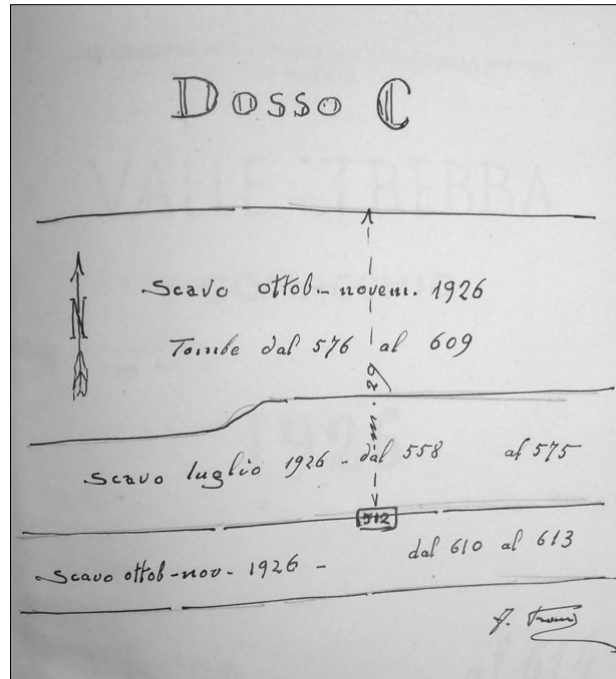 Dosso C
Scavo ottob-novem. 1926
N
Tombe dal 576 al 609
m. 29
Scavo luglio 1926 - dal 558 al 575
512
dal 610 al 613
Scavo ottob-nov- 1926 -